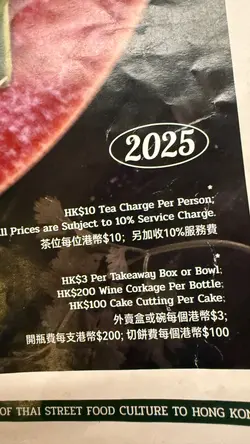 2025
*
HK$10 Tea Charge Per Person;
ll Prices are Subject to 10% Service Charge.
茶位每位港幣$10; 另加收10%服務費
*
HK$3 Per Takeaway Box or Bowl;
HK$200 Wine Corkage Per Bottle;
HK$100 Cake Cutting Per Cake;
外賣盒或碗每個港幣$3;
開瓶費每支港幣$200; 切餅費每個港幣$100
OF THAI STREET FOOD CULTURE TO HONG KON